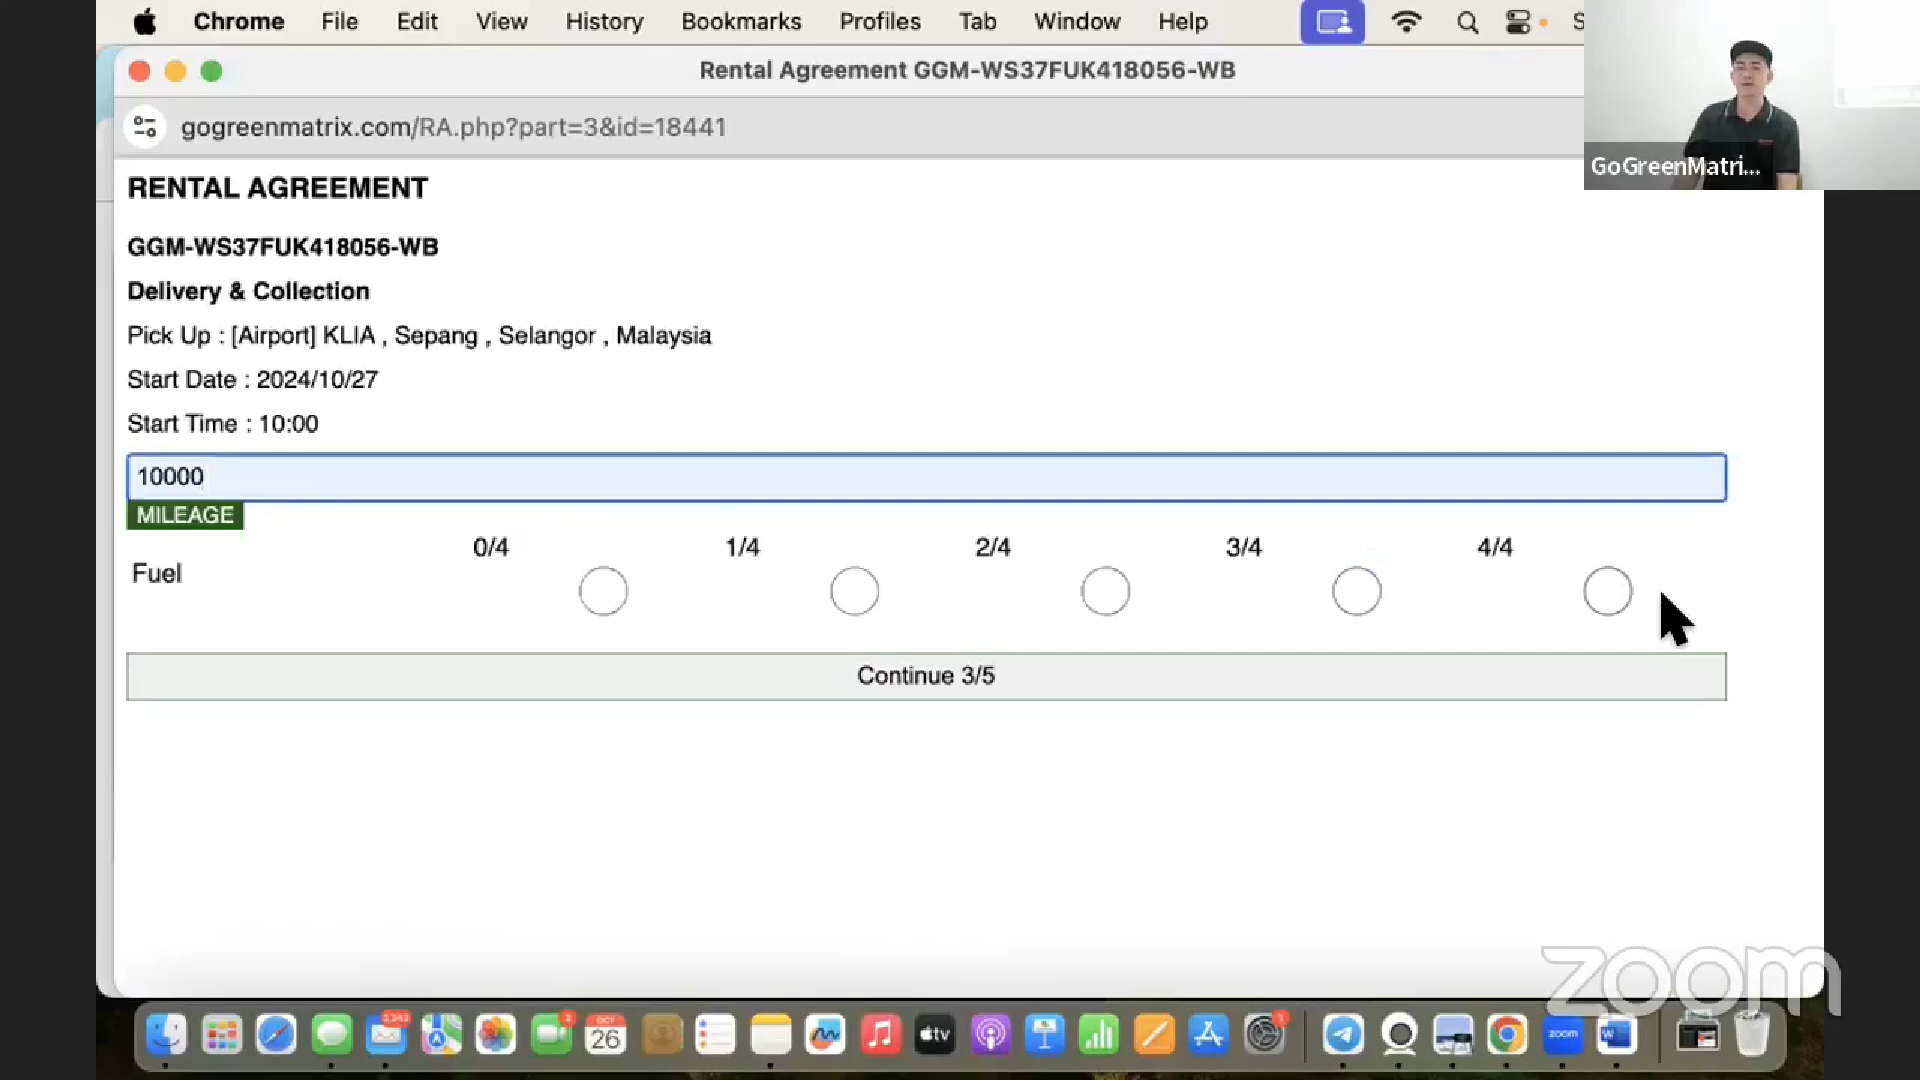 Chrome File Edit View History Bookmarks Profiles Tab Window Help S
Rental Agreement GGM-WS37FUK418056-WB
gogreenmatrix.com/RA.php?part=3&id=18441
GoGreenMatri...
RENTAL AGREEMENT
GGM-WS37FUK418056-WB
Delivery & Collection
Pick Up : [Airport] KLIA , Sepang , Selangor , Malaysia
Start Date : 2024/10/27
Start Time : 10:00
10000
MILEAGE
0/4 1/4 2/4 3/4 4/4
Fuel
Continue 3/5
zoom
OCT
26
tv
zoom
W